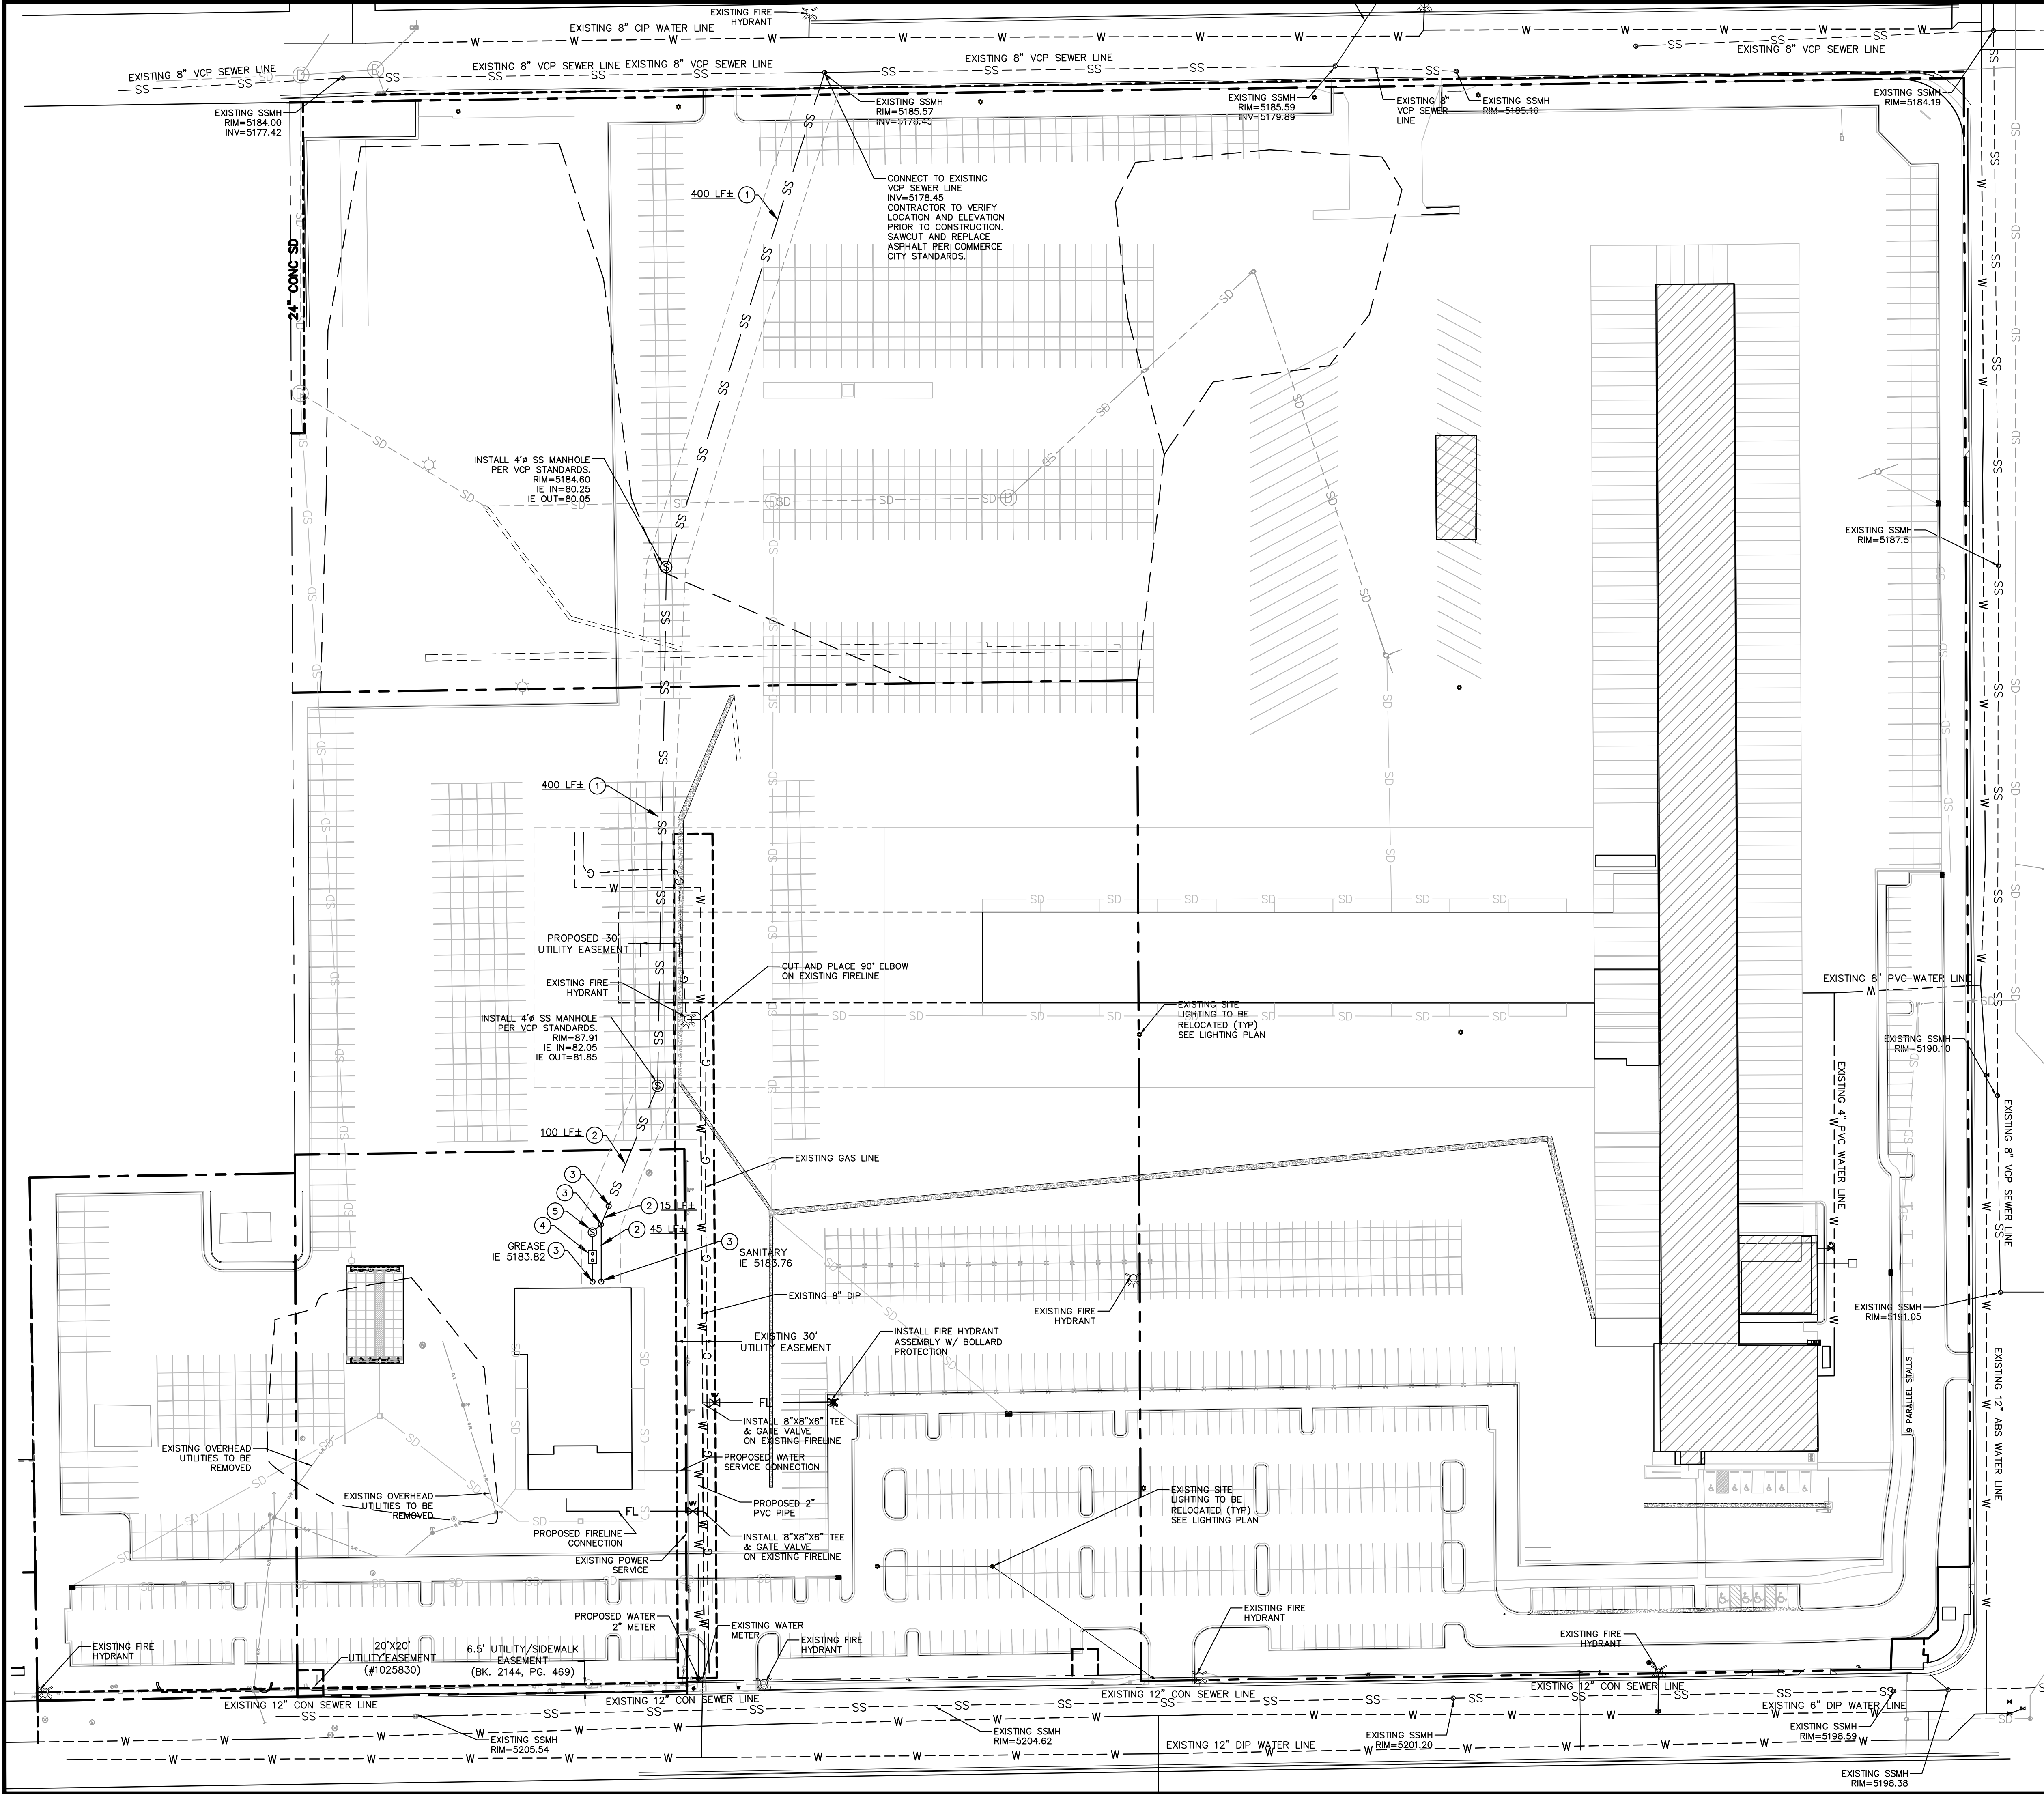 EXISTING FIRE
HYDRANT
EXISTING 8" CIP WATER LINE
EXISTING 8" VCP SEWER LINE
EXISTING 8" VCP SEWER LINE
EXISTING 8" VCP SEWER LINE
EXISTING 8" VCP SEWER LINE
EXISTING 8" VCP SEWER LINE
EXISTING SSMH
RIM=5184.00
INV=5177.42
EXISTING SSMH
RIM=5185.57
INV=5178.45
EXISTING SSMH
RIM=5185.59
INV=5179.89
EXISTING 8"
VCP SEWER
LINE
EXISTING SSMH
RIM=5185.16
EXISTING SSMH
RIM=5184.19
400 LF± 1
CONNECT TO EXISTING
VCP SEWER LINE
INV=5178.45
CONTRACTOR TO VERIFY
LOCATION AND ELEVATION
PRIOR TO CONSTRUCTION.
SAWCUT AND REPLACE
ASPHALT PER COMMERCE
CITY STANDARDS.
24" CONC SD
INSTALL 4'ø SS MANHOLE
PER VCP STANDARDS.
RIM=5184.60
IE IN=80.25
IE OUT=80.05
EXISTING SSMH
RIM=5187.51
400 LF± 1
PROPOSED 30'
UTILITY EASEMENT
CUT AND PLACE 90° ELBOW
ON EXISTING FIRELINE
EXISTING FIRE
HYDRANT
INSTALL 4'ø SS MANHOLE
PER VCP STANDARDS.
RIM=87.91
IE IN=82.05
IE OUT=81.85
EXISTING SITE
LIGHTING TO BE
RELOCATED (TYP)
SEE LIGHTING PLAN
EXISTING 8" PVC WATER LINE
EXISTING SSMH
RIM=5190.10
EXISTING 4" PVC WATER LINE
EXISTING 8" VCP SEWER LINE
100 LF± 2
EXISTING GAS LINE
3
3
5
4
2 15 LF±
2 45 LF±
GREASE
IE 5183.82
3
3
SANITARY
IE 5183.76
EXISTING 8" DIP
EXISTING FIRE
HYDRANT
EXISTING SSMH
RIM=5191.05
EXISTING 30'
UTILITY EASEMENT
INSTALL FIRE HYDRANT
ASSEMBLY W/ BOLLARD
PROTECTION
EXISTING 12" ABS WATER LINE
6 PARALLEL STALLS
FL
INSTALL 8"X8"X6" TEE
& GATE VALVE
ON EXISTING FIRELINE
EXISTING OVERHEAD
UTILITIES TO BE
REMOVED
PROPOSED WATER
SERVICE CONNECTION
EXISTING OVERHEAD
UTILITIES TO BE
REMOVED
PROPOSED 2"
PVC PIPE
EXISTING SITE
LIGHTING TO BE
RELOCATED (TYP)
SEE LIGHTING PLAN
FL
PROPOSED FIRELINE
CONNECTION
INSTALL 8"X8"X6" TEE
& GATE VALVE
ON EXISTING FIRELINE
EXISTING POWER
SERVICE
PROPOSED WATER
2" METER
EXISTING WATER
METER
EXISTING FIRE
HYDRANT
EXISTING FIRE
HYDRANT
EXISTING FIRE
HYDRANT
EXISTING FIRE
HYDRANT
20'X20'
UTILITY EASEMENT
(#1025830)
6.5' UTILITY/SIDEWALK
EASEMENT
(BK. 2144, PG. 469)
EXISTING 12" CON SEWER LINE
EXISTING 12" CON SEWER LINE
EXISTING 12" CON SEWER LINE
EXISTING 12" CON SEWER LINE
EXISTING 6" DIP WATER LINE
EXISTING SSMH
RIM=5205.54
EXISTING SSMH
RIM=5204.62
EXISTING 12" DIP WATER LINE
EXISTING SSMH
RIM=5201.20
EXISTING SSMH
RIM=5198.59
EXISTING SSMH
RIM=5198.38